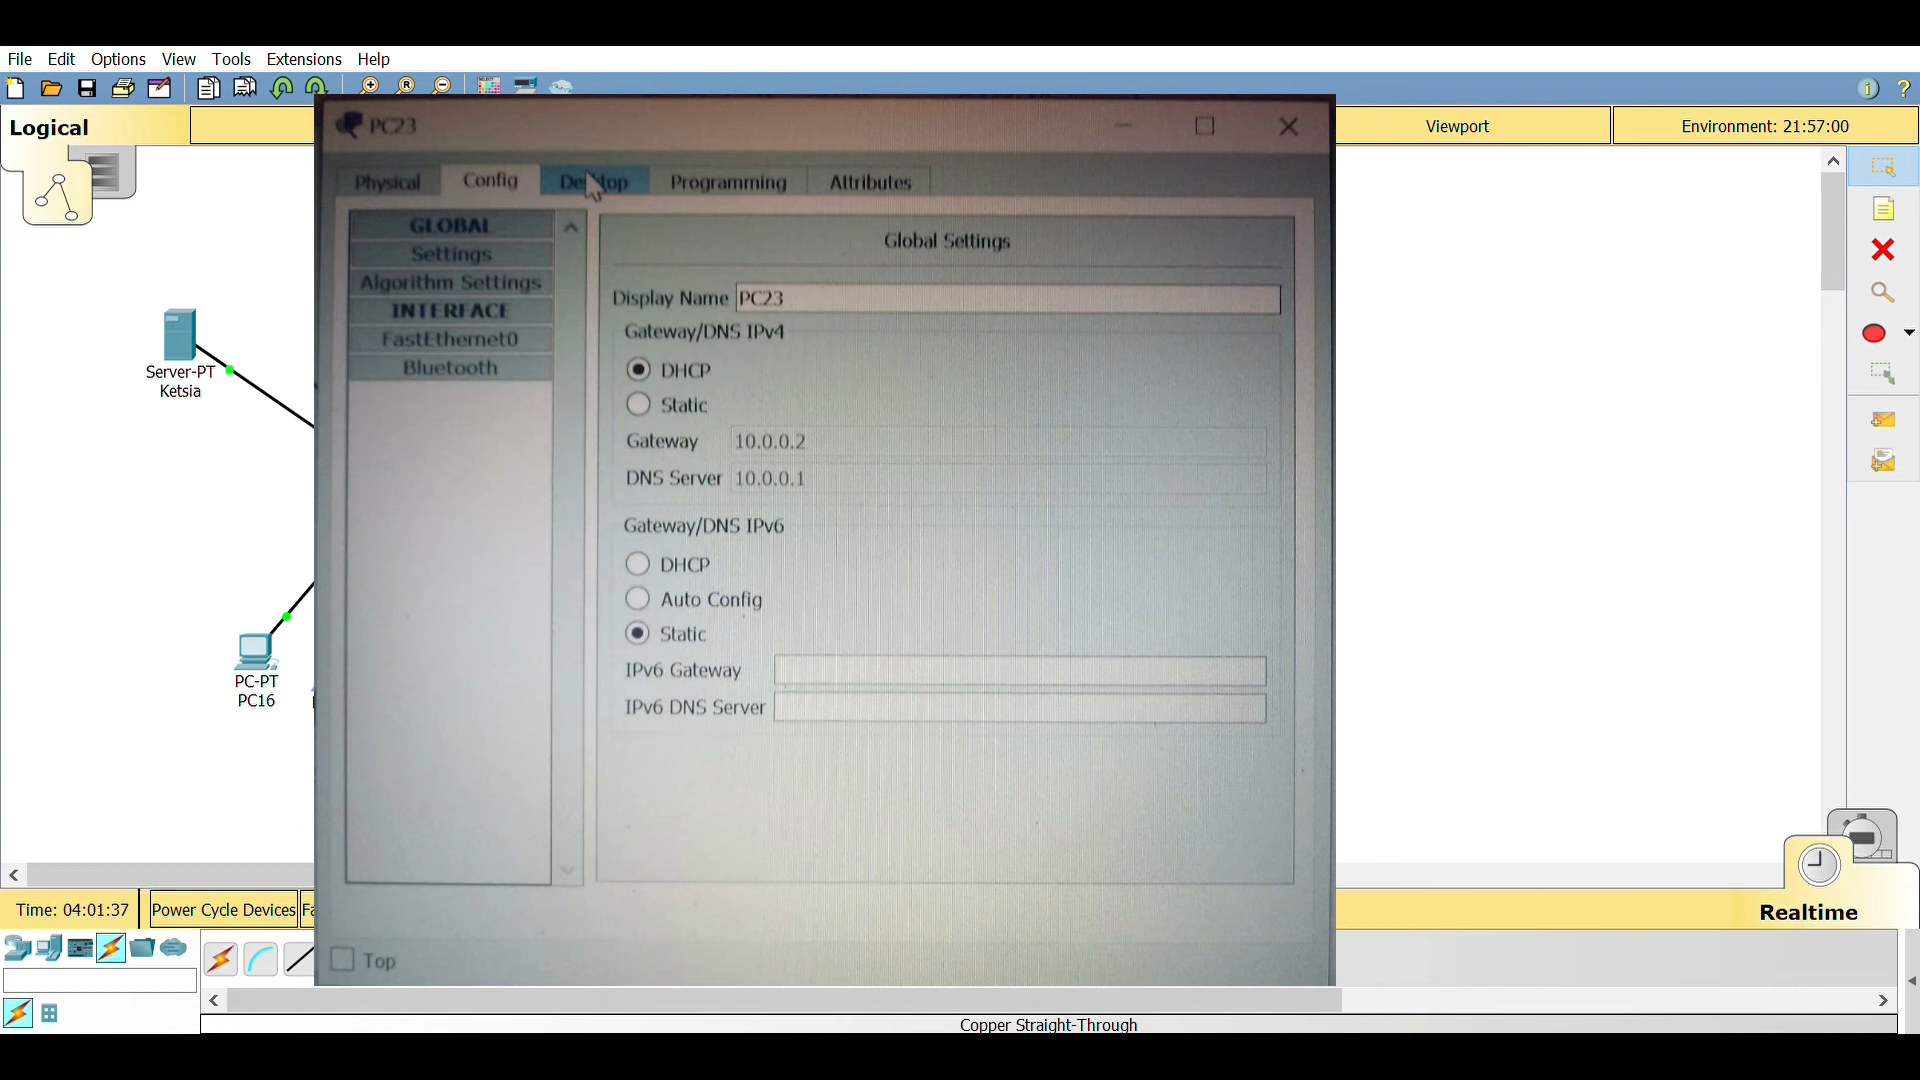 File Edit Options View Tools Extensions Help
Logical
Viewport
Environment: 21:57:00
PC23
Physical Config Desktop Programming Attributes
GLOBAL
Settings
Algorithm Settings
INTERFACE
FastEthernet0
Bluetooth
Global Settings
Display Name PC23
Gateway/DNS IPv4
DHCP
Static
Gateway 10.0.0.2
DNS Server 10.0.0.1
Gateway/DNS IPv6
DHCP
Auto Config
Static
IPv6 Gateway
IPv6 DNS Server
Top
Server-PT
Ketsia
PC-PT
PC16
Time: 04:01:37
Power Cycle Devices
Fa
Realtime
Copper Straight-Through